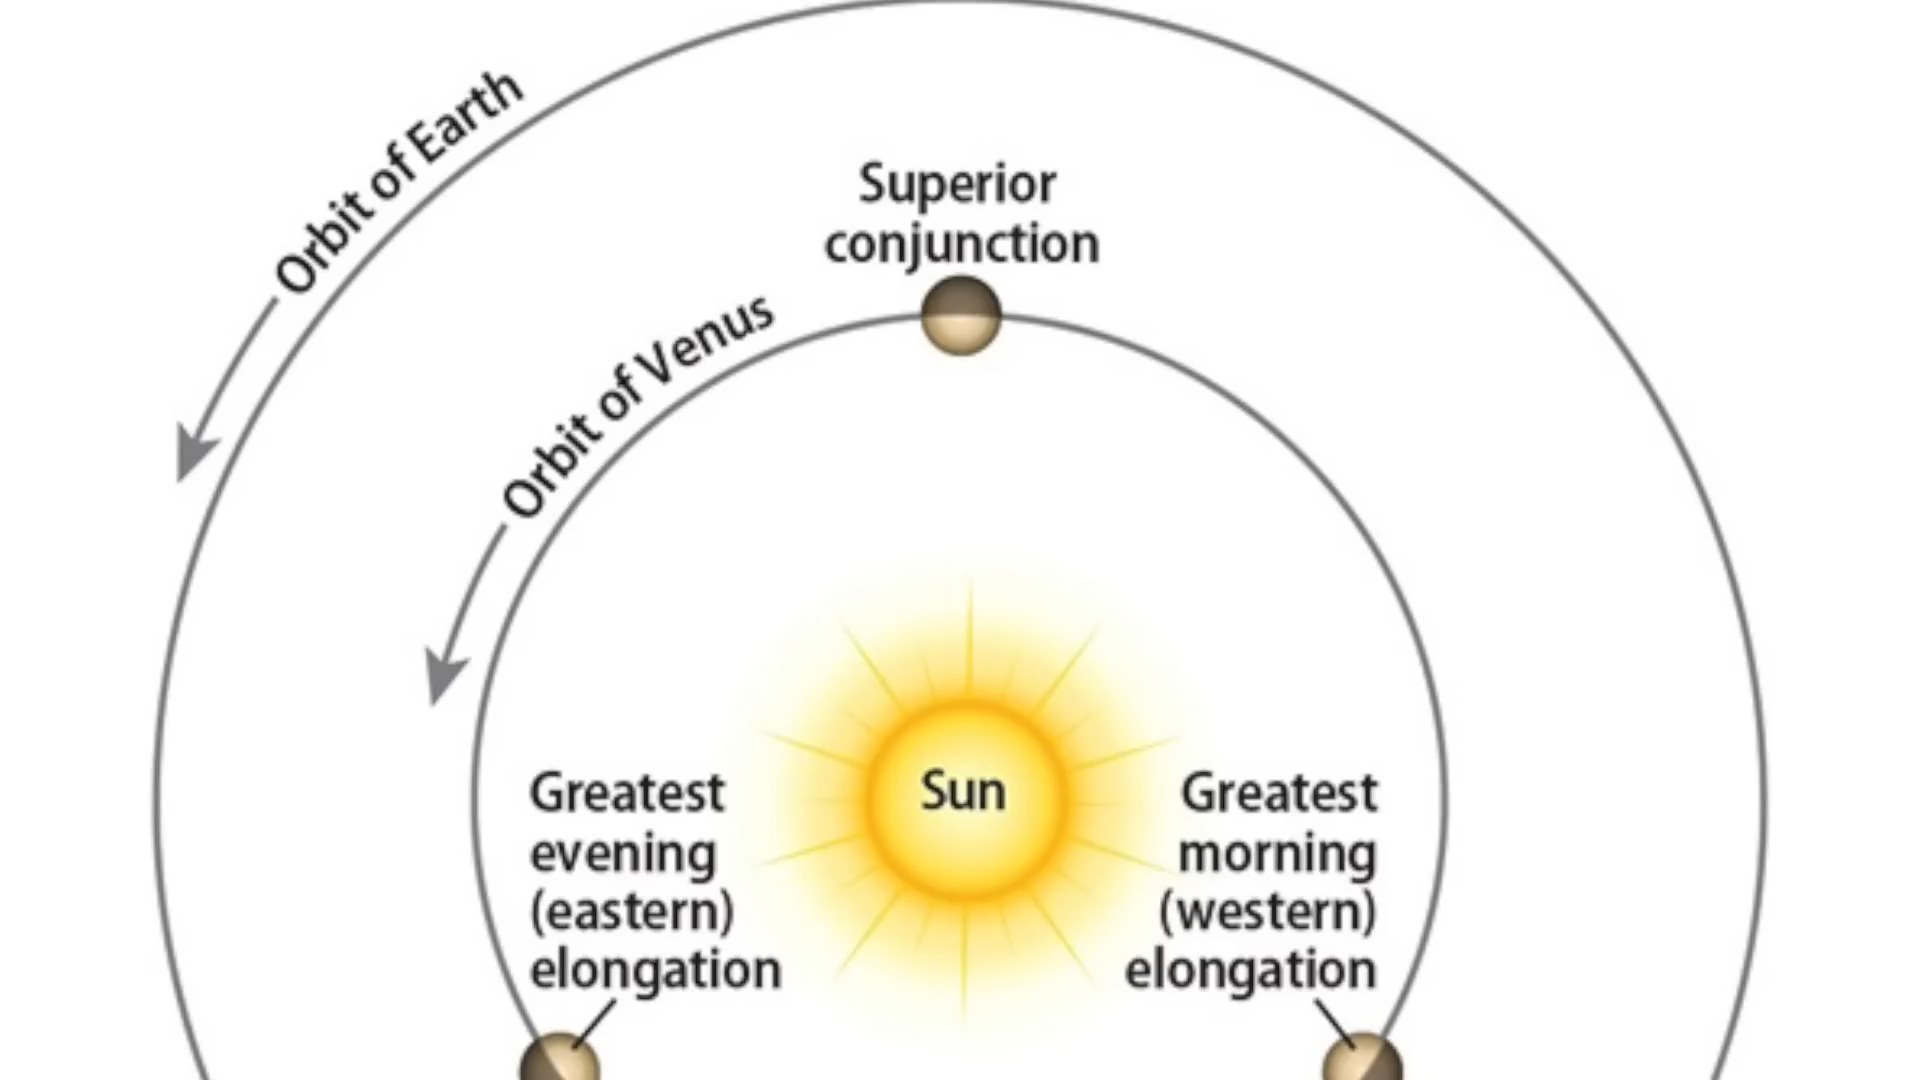 Orbit of Earth
Superior
conjunction
Orbit of Venus
Sun
Greatest
evening
(eastern)
elongation
Greatest
morning
(western)
elongation